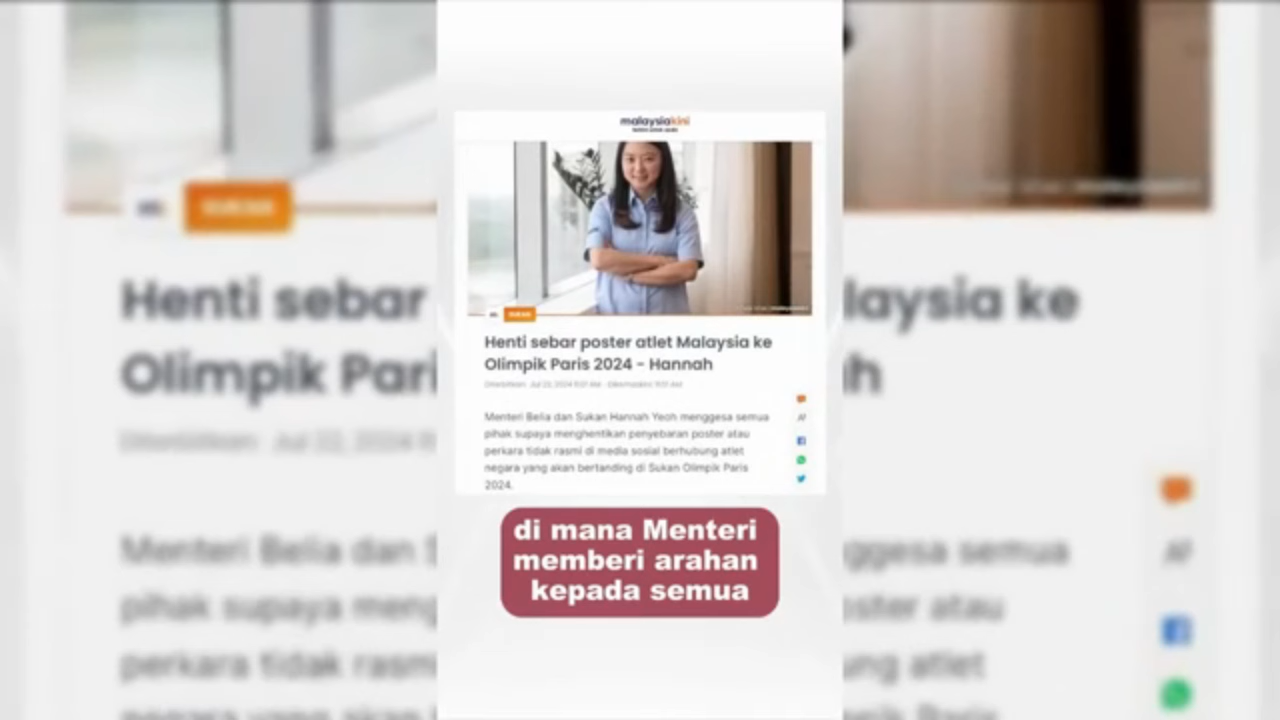 malaysiakini
Henti sebar poster atlet Malaysia ke
Olimpik Paris 2024 - Hannah
Menteri Belia dan Sukan Hannah Yeoh menggesa semua
pihak supaya menghentikan penyebaran poster atau
perkara tidak rasmi di media sosial berhubung atlet
negara yang akan bertanding di Sukan Olimpik Paris
2024.
di mana Menteri
memberi arahan
kepada semua